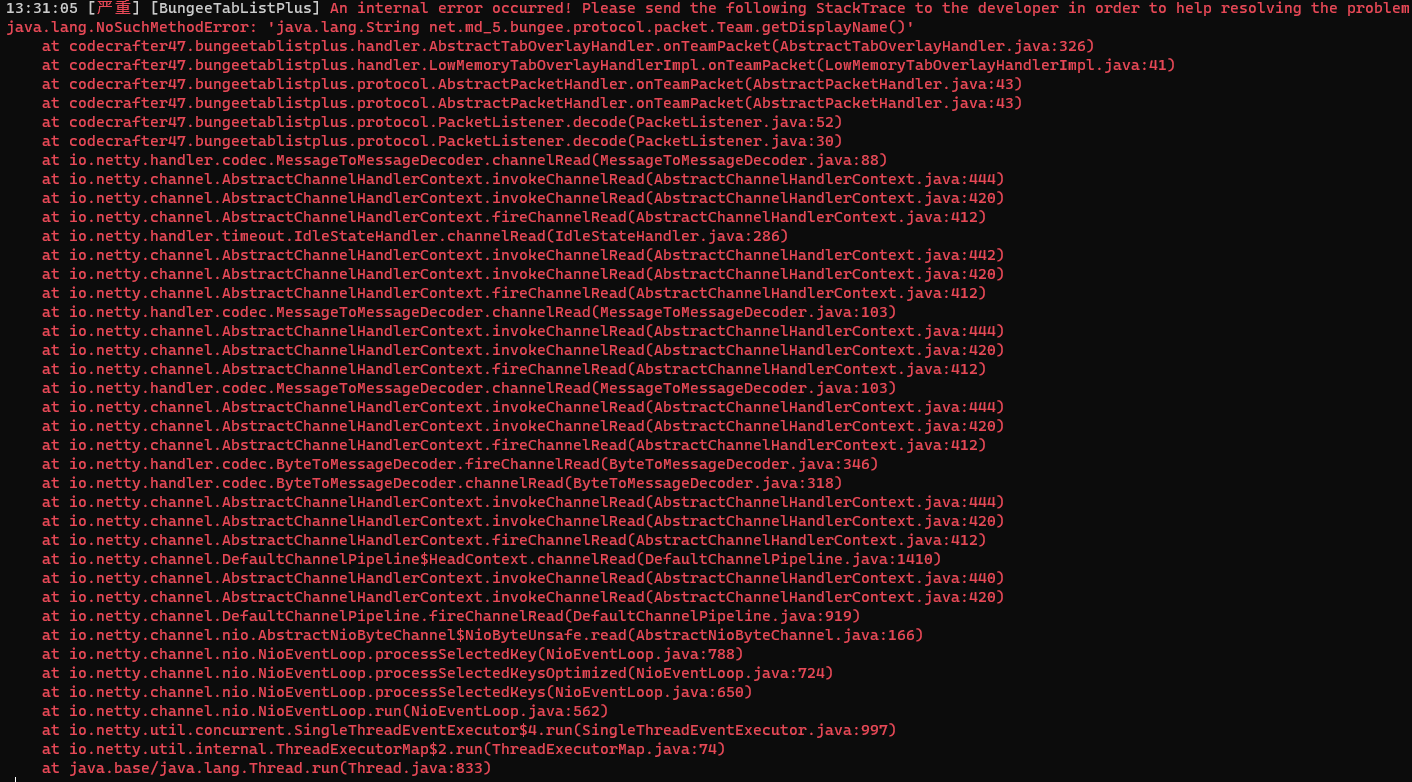 13:31:05 [严重] [BungeeTabListPlus] An internal error occurred! Please send the following StackTrace to the developer in order to help resolving the problem
java.lang.NoSuchMethodError: 'java.lang.String net.md_5.bungee.protocol.packet.Team.getDisplayName()'
at codecrafter47.bungeetablistplus.handler.AbstractTabOverlayHandler.onTeamPacket(AbstractTabOverlayHandler.java:326)
at codecrafter47.bungeetablistplus.handler.LowMemoryTabOverlayHandlerImpl.onTeamPacket(LowMemoryTabOverlayHandlerImpl.java:41)
at codecrafter47.bungeetablistplus.protocol.AbstractPacketHandler.onTeamPacket(AbstractPacketHandler.java:43)
at codecrafter47.bungeetablistplus.protocol.AbstractPacketHandler.onTeamPacket(AbstractPacketHandler.java:43)
at codecrafter47.bungeetablistplus.protocol.PacketListener.decode(PacketListener.java:52)
at codecrafter47.bungeetablistplus.protocol.PacketListener.decode(PacketListener.java:30)
at io.netty.handler.codec.MessageToMessageDecoder.channelRead(MessageToMessageDecoder.java:88)
at io.netty.channel.AbstractChannelHandlerContext.invokeChannelRead(AbstractChannelHandlerContext.java:444)
at io.netty.channel.AbstractChannelHandlerContext.invokeChannelRead(AbstractChannelHandlerContext.java:420)
at io.netty.channel.AbstractChannelHandlerContext.fireChannelRead(AbstractChannelHandlerContext.java:412)
at io.netty.handler.timeout.IdleStateHandler.channelRead(IdleStateHandler.java:286)
at io.netty.channel.AbstractChannelHandlerContext.invokeChannelRead(AbstractChannelHandlerContext.java:442)
at io.netty.channel.AbstractChannelHandlerContext.invokeChannelRead(AbstractChannelHandlerContext.java:420)
at io.netty.channel.AbstractChannelHandlerContext.fireChannelRead(AbstractChannelHandlerContext.java:412)
at io.netty.handler.codec.MessageToMessageDecoder.channelRead(MessageToMessageDecoder.java:103)
at io.netty.channel.AbstractChannelHandlerContext.invokeChannelRead(AbstractChannelHandlerContext.java:444)
at io.netty.channel.AbstractChannelHandlerContext.invokeChannelRead(AbstractChannelHandlerContext.java:420)
at io.netty.channel.AbstractChannelHandlerContext.fireChannelRead(AbstractChannelHandlerContext.java:412)
at io.netty.handler.codec.MessageToMessageDecoder.channelRead(MessageToMessageDecoder.java:103)
at io.netty.channel.AbstractChannelHandlerContext.invokeChannelRead(AbstractChannelHandlerContext.java:444)
at io.netty.channel.AbstractChannelHandlerContext.invokeChannelRead(AbstractChannelHandlerContext.java:420)
at io.netty.channel.AbstractChannelHandlerContext.fireChannelRead(AbstractChannelHandlerContext.java:412)
at io.netty.handler.codec.ByteToMessageDecoder.fireChannelRead(ByteToMessageDecoder.java:346)
at io.netty.handler.codec.ByteToMessageDecoder.channelRead(ByteToMessageDecoder.java:318)
at io.netty.channel.AbstractChannelHandlerContext.invokeChannelRead(AbstractChannelHandlerContext.java:444)
at io.netty.channel.AbstractChannelHandlerContext.invokeChannelRead(AbstractChannelHandlerContext.java:420)
at io.netty.channel.AbstractChannelHandlerContext.fireChannelRead(AbstractChannelHandlerContext.java:412)
at io.netty.channel.DefaultChannelPipeline$HeadContext.channelRead(DefaultChannelPipeline.java:1410)
at io.netty.channel.AbstractChannelHandlerContext.invokeChannelRead(AbstractChannelHandlerContext.java:440)
at io.netty.channel.AbstractChannelHandlerContext.invokeChannelRead(AbstractChannelHandlerContext.java:420)
at io.netty.channel.DefaultChannelPipeline.fireChannelRead(DefaultChannelPipeline.java:919)
at io.netty.channel.nio.AbstractNioByteChannel$NioByteUnsafe.read(AbstractNioByteChannel.java:166)
at io.netty.channel.nio.NioEventLoop.processSelectedKey(NioEventLoop.java:788)
at io.netty.channel.nio.NioEventLoop.processSelectedKeysOptimized(NioEventLoop.java:724)
at io.netty.channel.nio.NioEventLoop.processSelectedKeys(NioEventLoop.java:650)
at io.netty.channel.nio.NioEventLoop.run(NioEventLoop.java:562)
at io.netty.util.concurrent.SingleThreadEventExecutor$4.run(SingleThreadEventExecutor.java:997)
at io.netty.util.internal.ThreadExecutorMap$2.run(ThreadExecutorMap.java:74)
at java.base/java.lang.Thread.run(Thread.java:833)